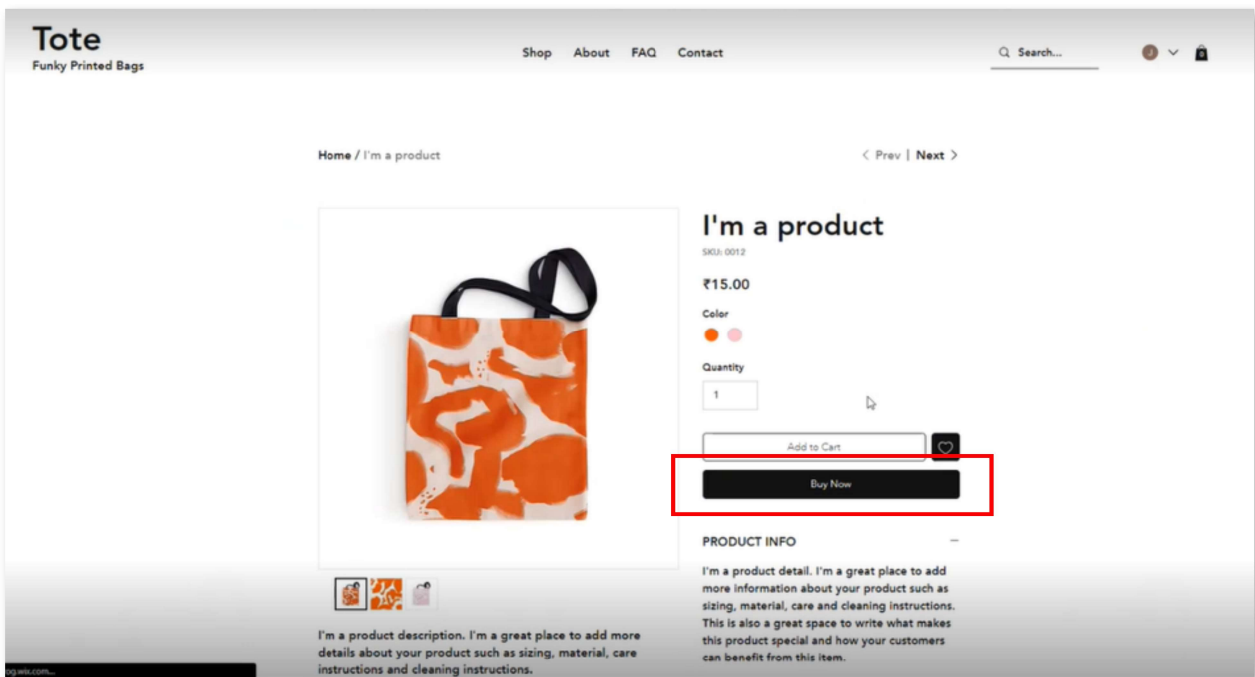 Tote
Funky Printed Bags
Shop About FAQ Contact
Search...
J
0
Home / I'm a product
< Prev | Next >
I'm a product
SKU: 0012
₹15.00
Color
Quantity
1
Add to Cart
Buy Now
PRODUCT INFO
I'm a product detail. I'm a great place to add
more information about your product such as
sizing, material, care and cleaning instructions.
This is also a great space to write what makes
this product special and how your customers
can benefit from this item.
I'm a product description. I'm a great place to add more
details about your product such as sizing, material, care
instructions and cleaning instructions.
og.wix.com...